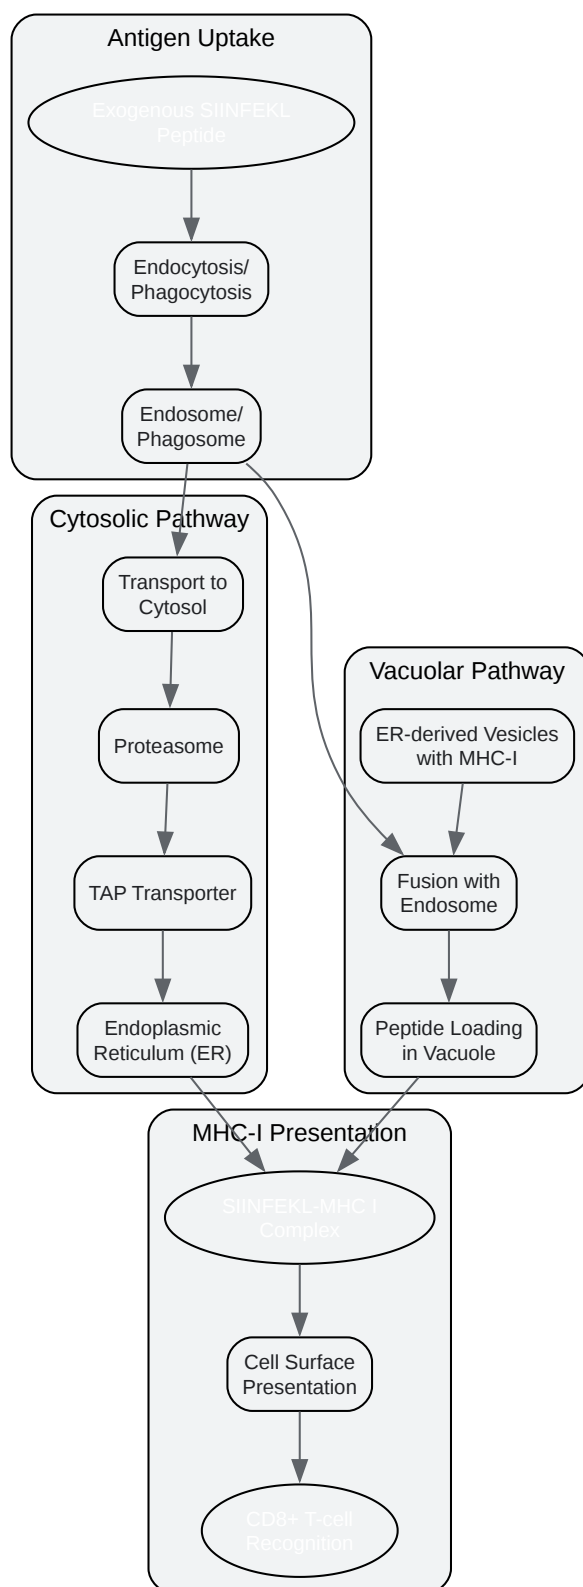 Antigen Uptake
Exogenous SIINFEKL
Peptide
Endocytosis/
Phagocytosis
Endosome/
Phagosome
Cytosolic Pathway
Transport to
Cytosol
Proteasome
TAP Transporter
Endoplasmic
Reticulum (ER)
Vacuolar Pathway
ER-derived Vesicles
with MHC-I
Fusion with
Endosome
Peptide Loading
in Vacuole
MHC-I Presentation
SIINFEKL-MHC I
Complex
Cell Surface
Presentation
CD8+ T-cell
Recognition